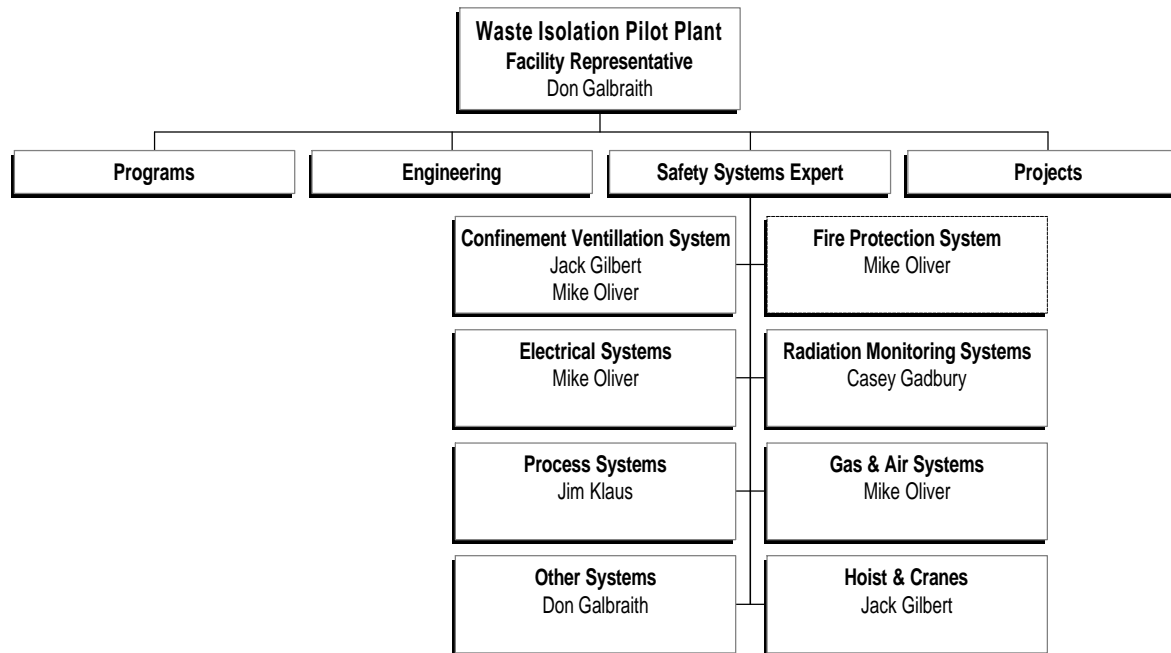 Waste Isolation Pilot Plant
Facility Representative
Don Galbraith
Programs
Engineering
Safety Systems Expert
Projects
Confinement Ventillation System
Jack Gilbert
Mike Oliver
Fire Protection System
Mike Oliver
Electrical Systems
Mike Oliver
Radiation Monitoring Systems
Casey Gadbury
Process Systems
Jim Klaus
Gas & Air Systems
Mike Oliver
Other Systems
Don Galbraith
Hoist & Cranes
Jack Gilbert